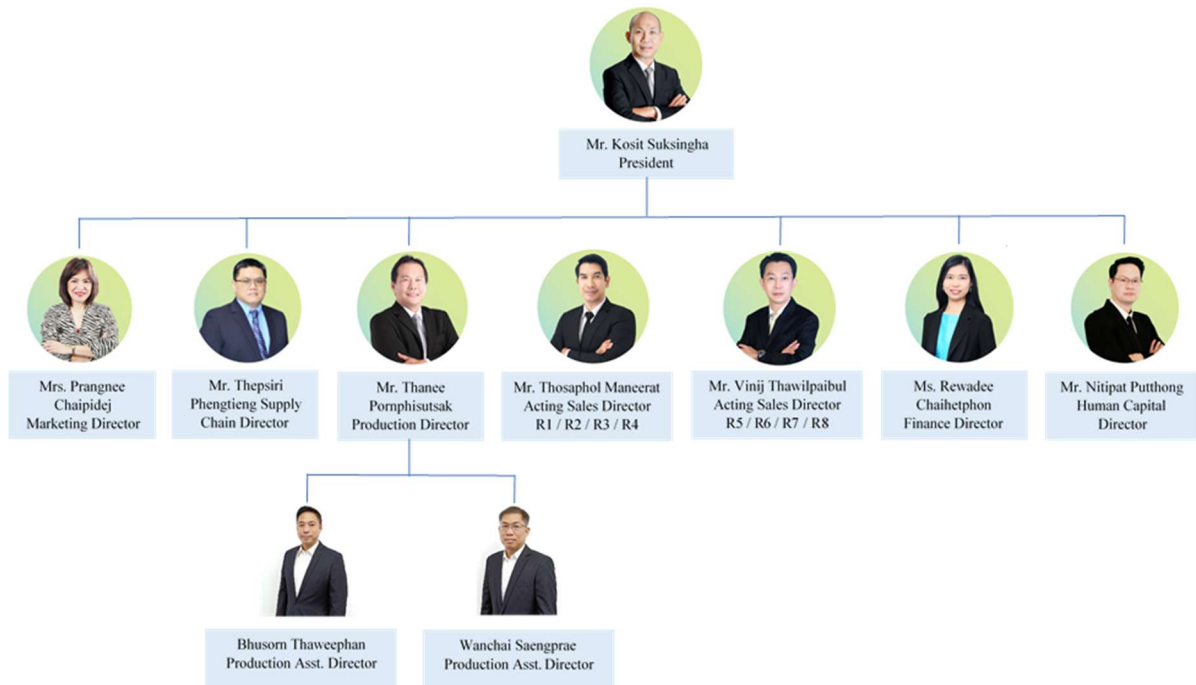 Mr. Kosit Suksingha
President
Mrs. Prangnee
Chaipidej
Marketing Director
Mr. Thepsiri
Phengtieng Supply
Chain Director
Mr. Thanee
Pornphisutsak
Production Director
Mr. Thosaphol Maneerat
Acting Sales Director
R1 / R2 / R3 / R4
Mr. Vinij Thawilpaibul
Acting Sales Director
R5 / R6 / R7 / R8
Ms. Rewadee
Chaihetphon
Finance Director
Mr. Nitipat Putthong
Human Capital
Director
Bhusorn Thaweephan
Production Asst. Director
Wanchai Saengprae
Production Asst. Director